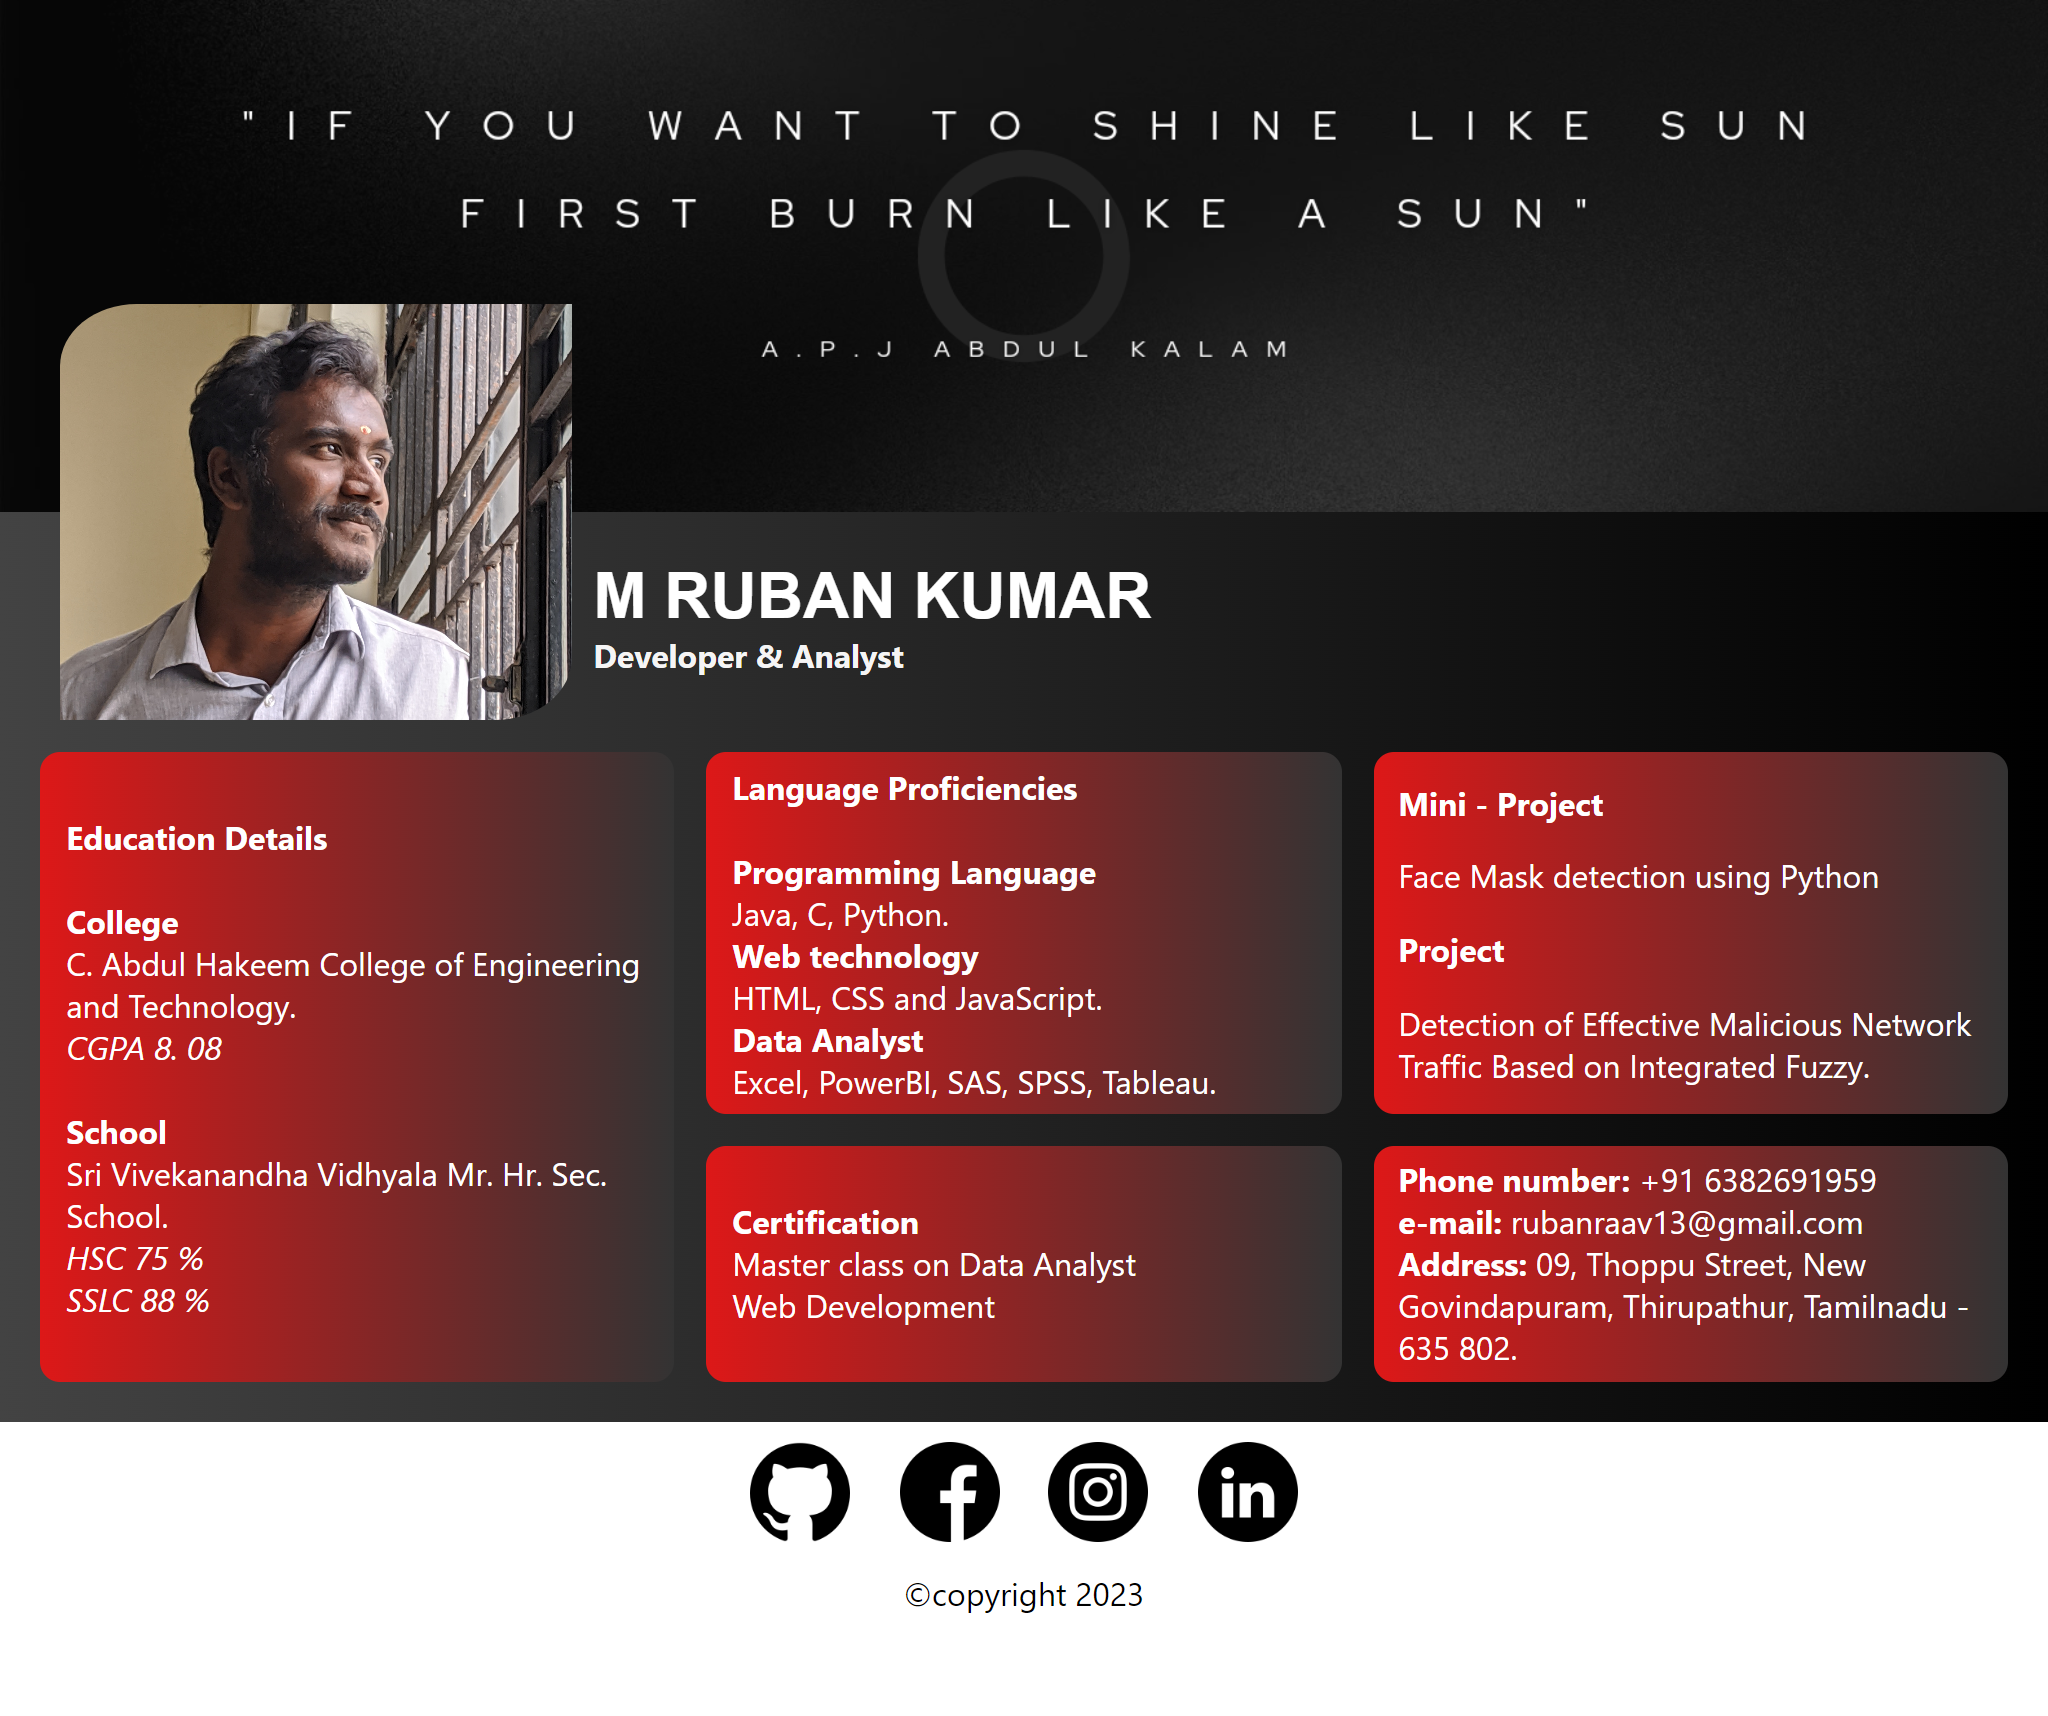 "IF YOU WANT TO SHINE LIKE SUN
FIRST BURN LIKE A SUN"
A.P.J ABDUL KALAM
M RUBAN KUMAR
Developer & Analyst
Education Details
College
C. Abdul Hakeem College of Engineering
and Technology.
CGPA 8. 08
School
Sri Vivekanandha Vidhyala Mr. Hr. Sec.
School.
HSC 75 %
SSLC 88 %
Language Proficiencies
Programming Language
Java, C, Python.
Web technology
HTML, CSS and JavaScript.
Data Analyst
Excel, PowerBI, SAS, SPSS, Tableau.
Certification
Master class on Data Analyst
Web Development
Mini - Project
Face Mask detection using Python
Project
Detection of Effective Malicious Network
Traffic Based on Integrated Fuzzy.
Phone number: +91 6382691959
e-mail: rubanraav13@gmail.com
Address: 09, Thoppu Street, New
Govindapuram, Thirupathur, Tamilnadu -
635 802.
©copyright 2023